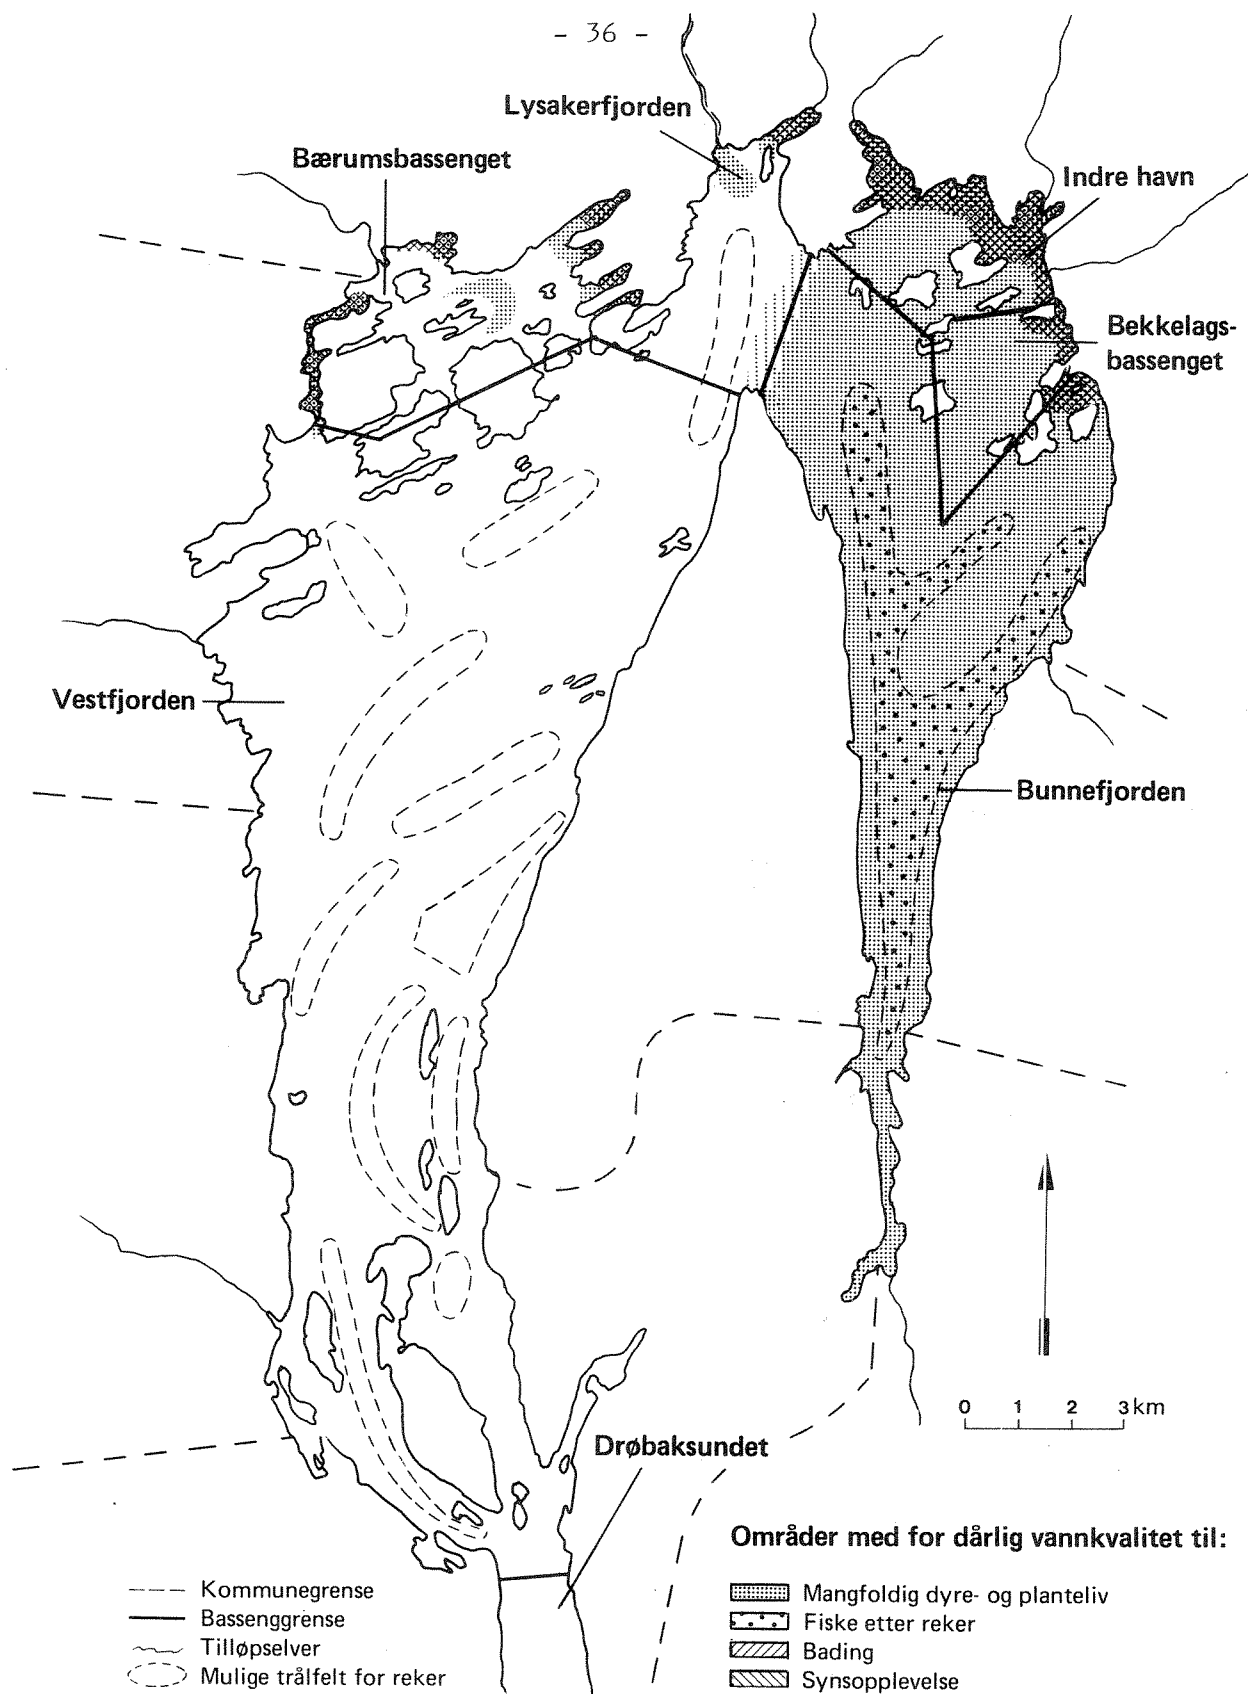 - 36 -
Lysakerfjorden
Bærumsbassenget
Indre havn
Bekkelags-
bassenget
Vestfjorden
Bunnefjorden
0 1 2 3 km
Drøbaksundet
Områder med for dårlig vannkvalitet til:
Kommunegrense
Bassenggrense
Tilløpselver
Mulige trålfelt for reker
Mangfoldig dyre- og planteliv
Fiske etter reker
Bading
Synsopplevelse